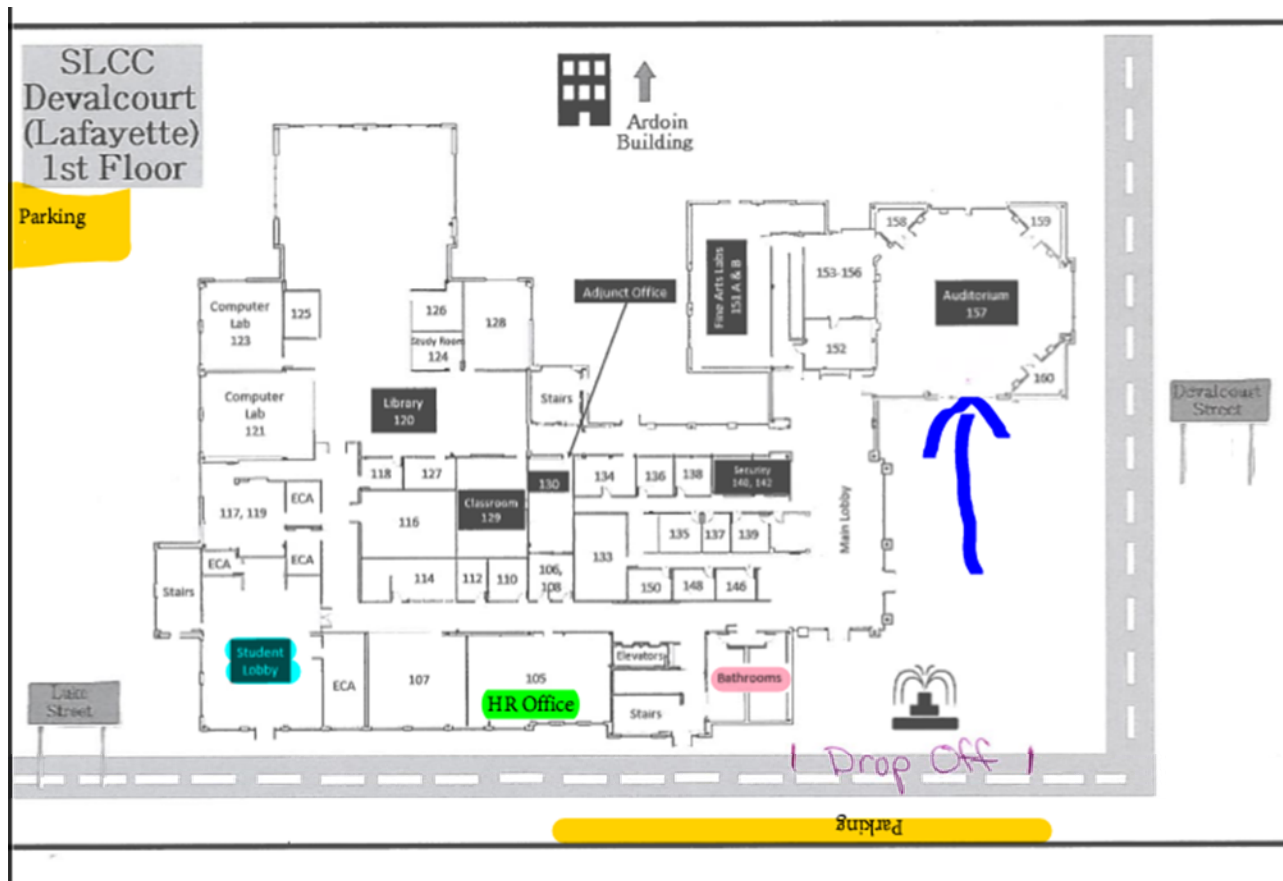 SLCC
Devalcourt
(Lafayette)
1st Floor
Parking
Ardoin
Building
158
159
153-156
Fine Arts Labs
151 A & B
Auditorium
157
Adjunct Office
Computer
Lab
123
125
126
128
Study Room
124
152
160
Stairs
Computer
Lab
121
Library
120
Devalcourt
Street
118
127
130
134
136
138
Security
140, 142
117, 119
ECA
116
Classroom
129
135
137
139
Main Lobby
133
ECA
ECA
Stairs
114
112
110
106,
108
150
148
146
Student
Lobby
ECA
107
105
HR Office
Elevators
Stairs
Bathrooms
Luke
Street
Drop Off
Parking